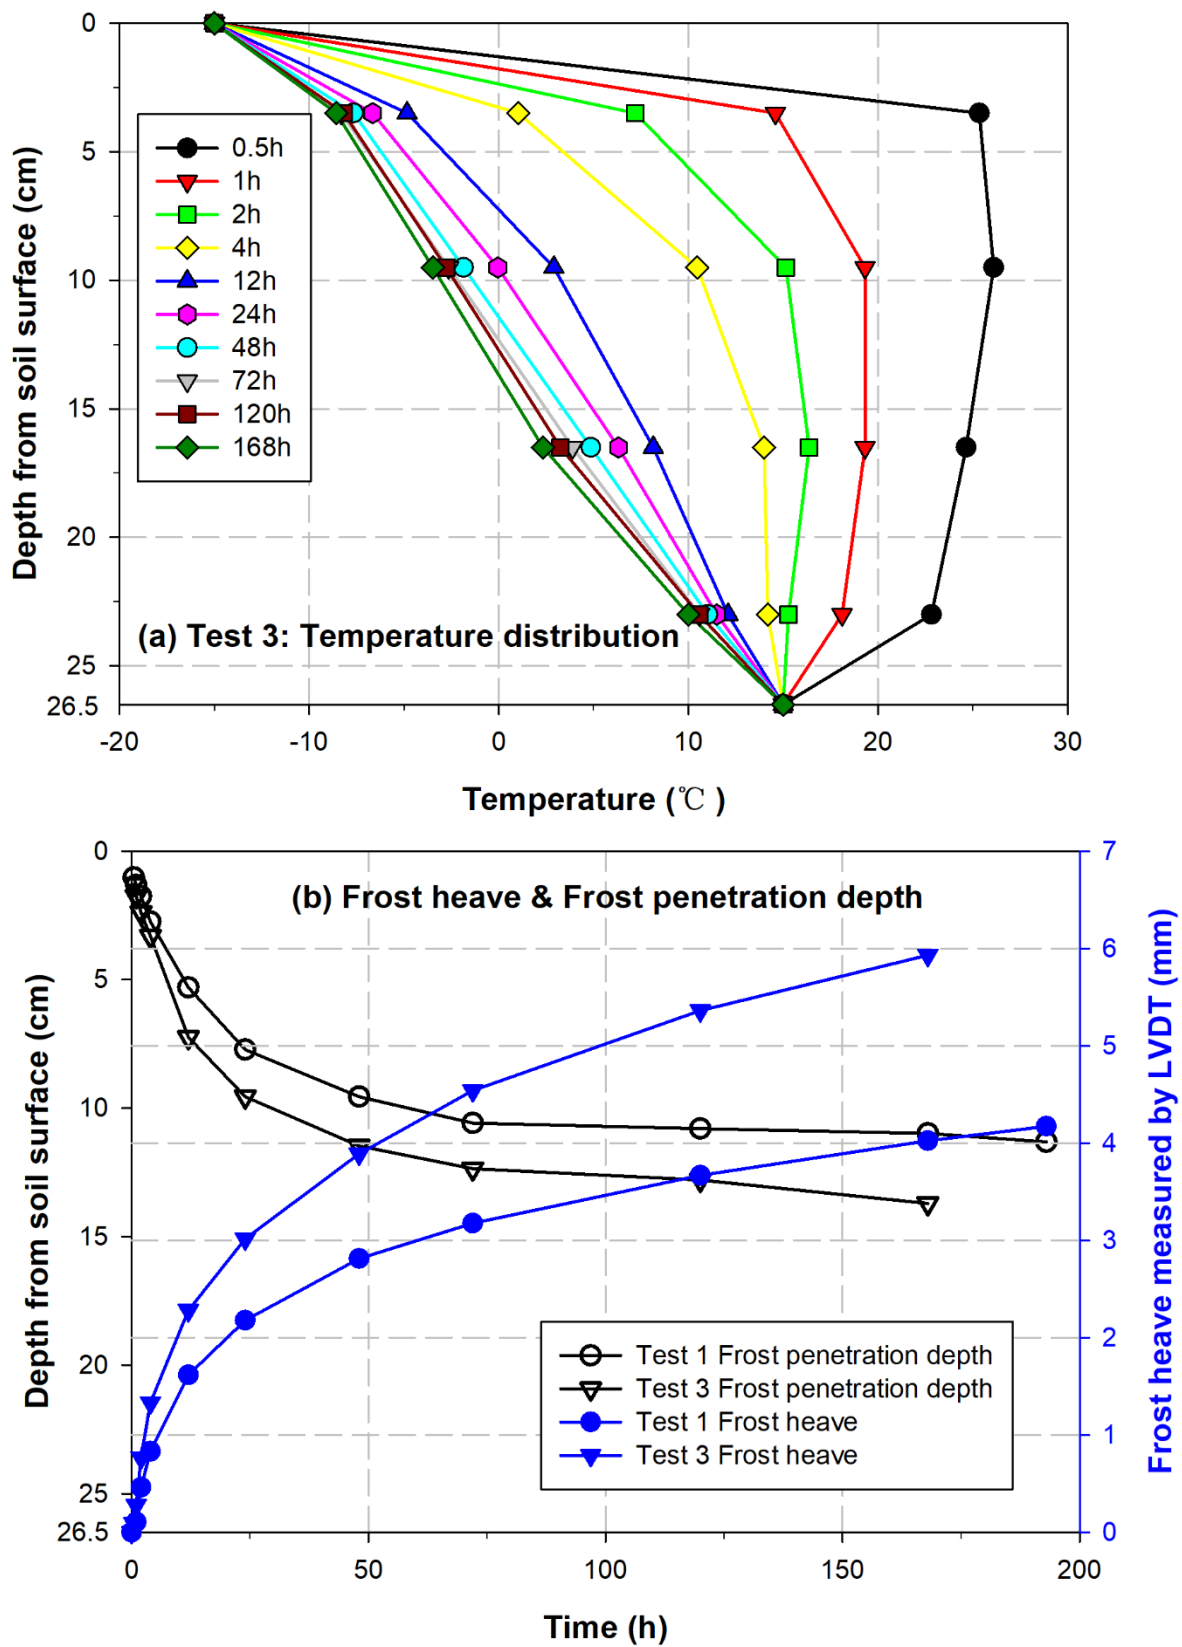 0
5
10
15
20
25
26.5
Depth from soil surface (cm)
0.5h
1h
2h
4h
12h
24h
48h
72h
120h
168h
(a) Test 3: Temperature distribution
-20
-10
0
10
20
30
Temperature (℃ )
0
5
10
15
20
25
26.5
Depth from soil surface (cm)
(b) Frost heave & Frost penetration depth
Test 1 Frost penetration depth
Test 3 Frost penetration depth
Test 1 Frost heave
Test 3 Frost heave
7
6
5
4
3
2
1
0
Frost heave measured by LVDT (mm)
0
50
100
150
200
Time (h)